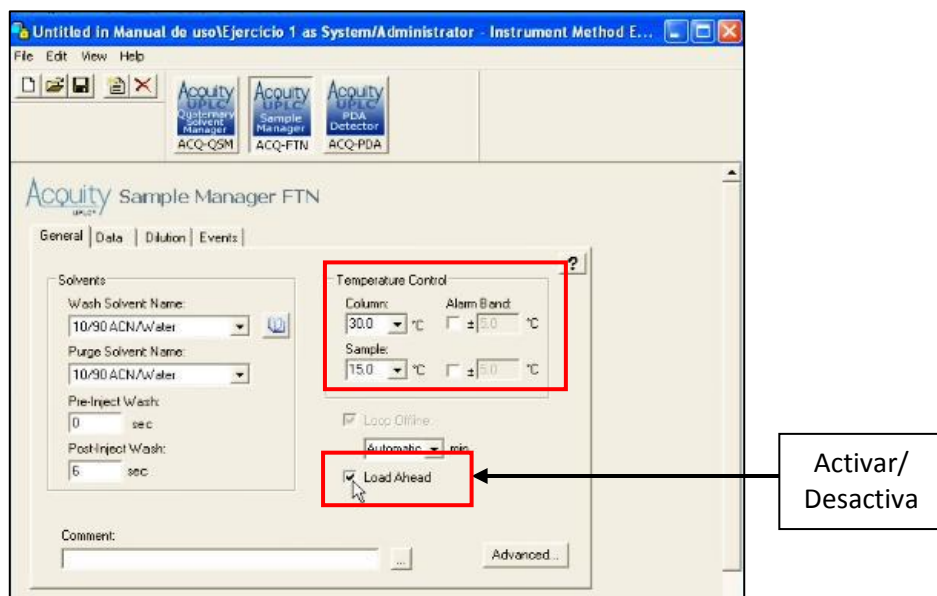 Untitled in Manual de uso\Ejercicio 1 as System/Administrator - Instrument Method E...
File Edit View Help
Acquity UPLC Quaternary Solvent Manager
ACQ-QSM
Acquity UPLC Sample Manager
ACQ-FTN
Acquity UPLC PDA Detector
ACQ-PDA
Acquity UPLC Sample Manager FTN
General Data Dilution Events
?
Solvents
Wash Solvent Name:
10/90 ACN/Water
Purge Solvent Name:
10/90 ACN/Water
Pre-Inject Wash:
0 sec
Post-Inject Wash:
6 sec
Temperature Control
Column: Alarm Band:
30.0 °C ± 5.0 °C
Sample:
15.0 °C ± 5.0 °C
Loop Offline:
Automatic min
Load Ahead
Activar/
Desactiva
Comment:
...
Advanced...